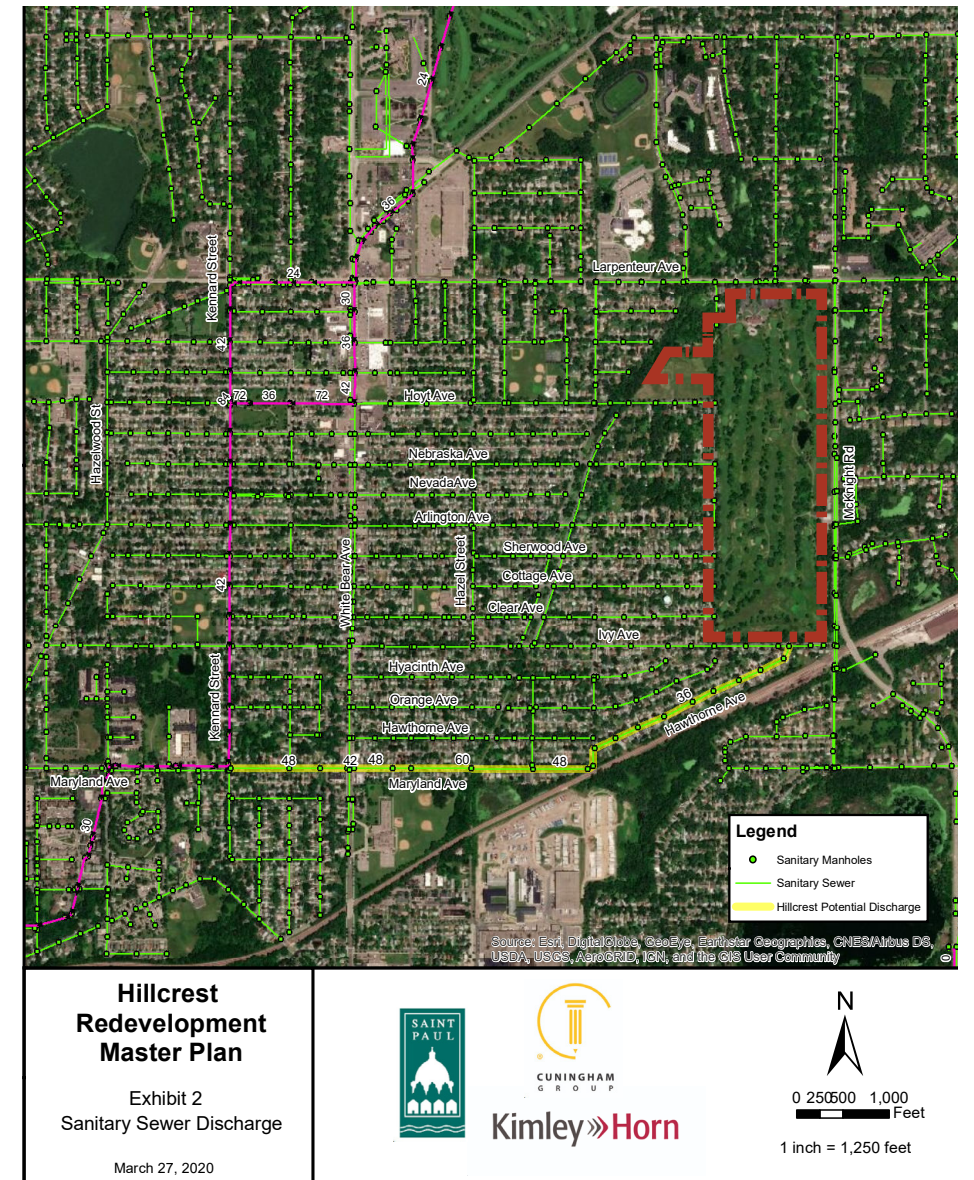 24
36
Kennard Street
Larpenteur Ave
24
30
42
36
42
72
36
72
84
Hoyt Ave
Hazelwood St
Nebraska Ave
NevadaAve
McKnight Rd
Arlington Ave
White Bear Ave
Hazel Street
Sherwood Ave
Cottage Ave
42
Clear Ave
Ivy Ave
Hyacinth Ave
Kennard Street
Orange Ave
36
Hawthorne Ave
Hawthorne Ave
48
42
48
60
48
Maryland Ave
Maryland Ave
30
Legend
Sanitary Manholes
Sanitary Sewer
Hillcrest Potential Discharge
Source: Esri, DigitalGlobe, GeoEye, Earthstar Geographics, CNES/Airbus DS,
USDA, USGS, AeroGRID, IGN, and the GIS User Community
Hillcrest
Redevelopment
Master Plan
Exhibit 2
Sanitary Sewer Discharge
March 27, 2020
SAINT
PAUL
CUNINGHAM
GROUP
Kimley»Horn
N
0 250500 1,000
Feet
1 inch = 1,250 feet